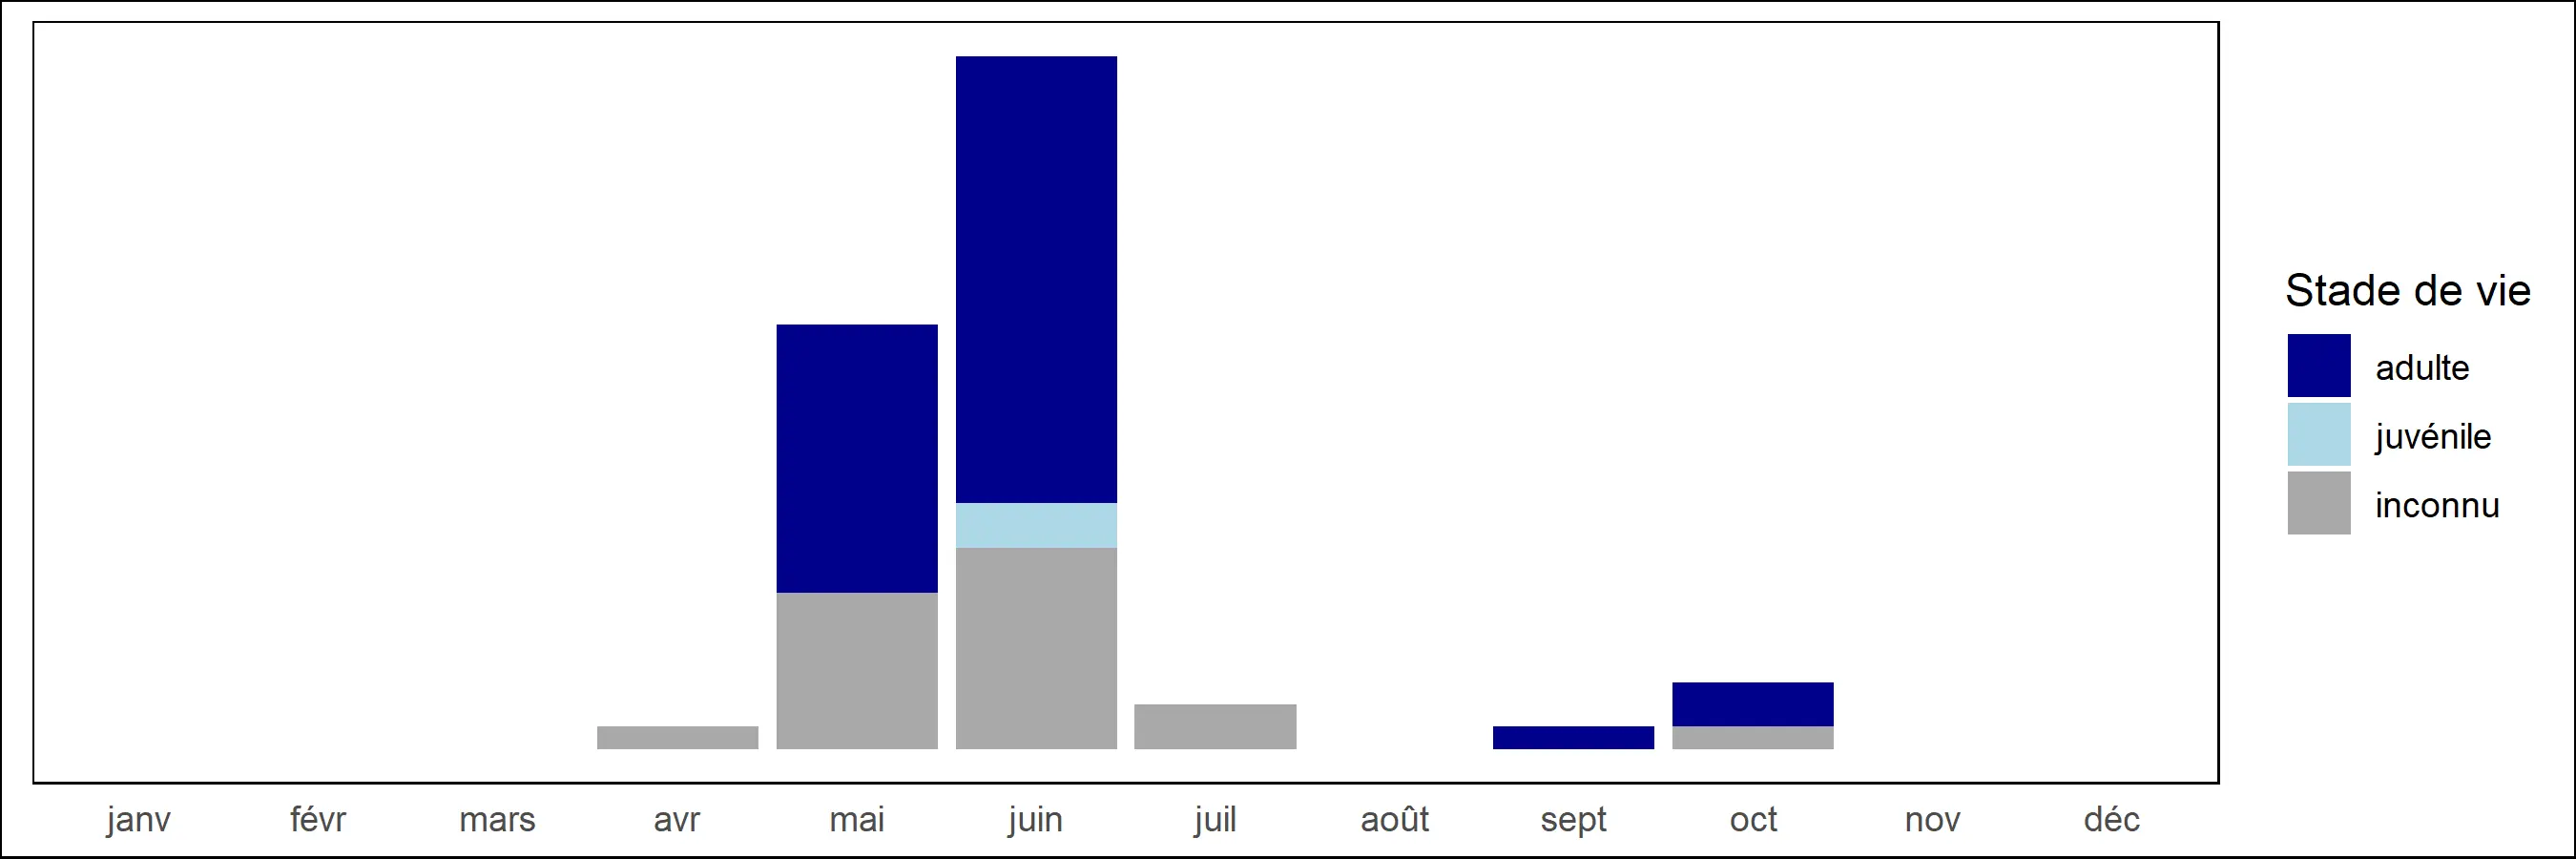 Stade de vie
adulte
juvénile
inconnu
janv févr mars avr mai juin juil août sept oct nov déc